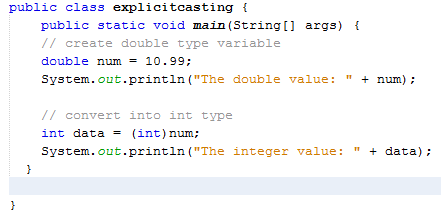 public class explicitcasting {
public static void main(String[] args) {
// create double type variable
double num = 10.99;
System.out.println("The double value: " + num);
// convert into int type
int data = (int)num;
System.out.println("The integer value: " + data);
}
}